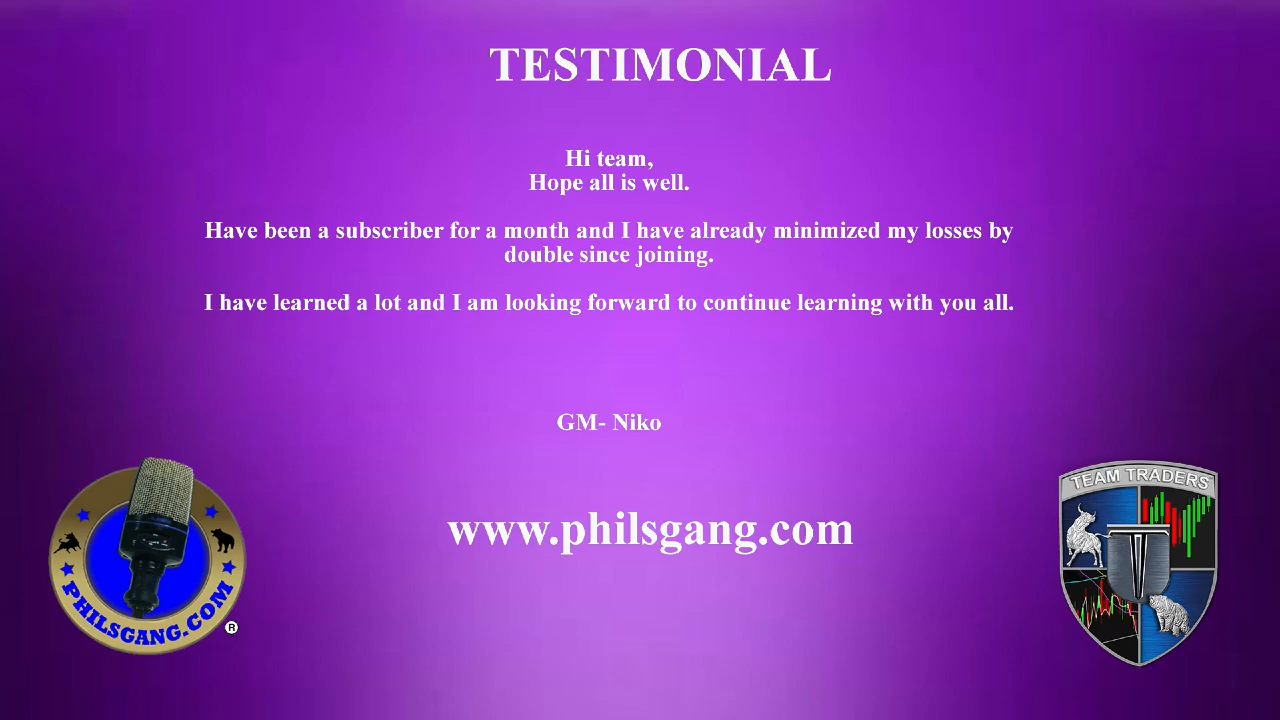 TESTIMONIAL
Hi team,
Hope all is well.
Have been a subscriber for a month and I have already minimized my losses by
double since joining.
I have learned a lot and I am looking forward to continue learning with you all.
GM- Niko
TEAM TRADERS
T
www.philsgang.com
PHILSGANG.COM
®